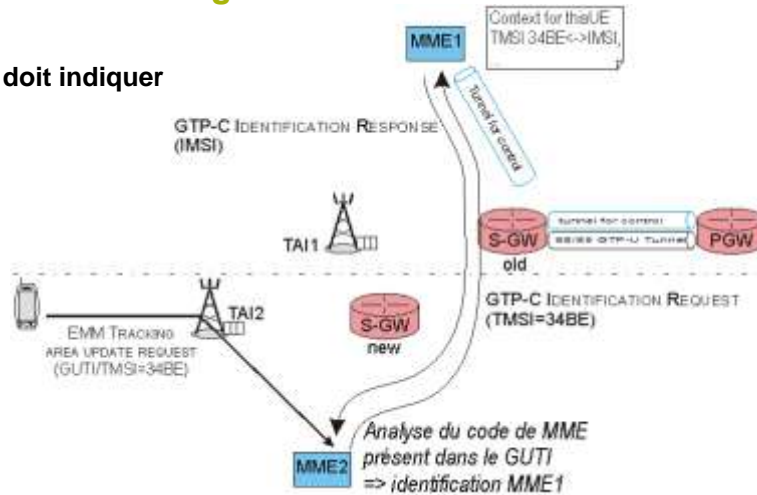 Context for thisUE
TMSI 34BE<->IMSI,
MME1
doit indiquer
Tunnel for control
GTP-C IDENTIFICATION RESPONSE
(IMSI)
TAI1
S-GW
old
tunnel for control
S5/S8 GTP-U Tunnel
PGW
TAI2
EMM TRACKING
AREA UPDATE REQUEST
(GUTI/TMSI=34BE)
S-GW
new
GTP-C IDENTIFICATION REQUEST
(TMSI=34BE)
MME2
Analyse du code de MME
présent dans le GUTI
=> identification MME1